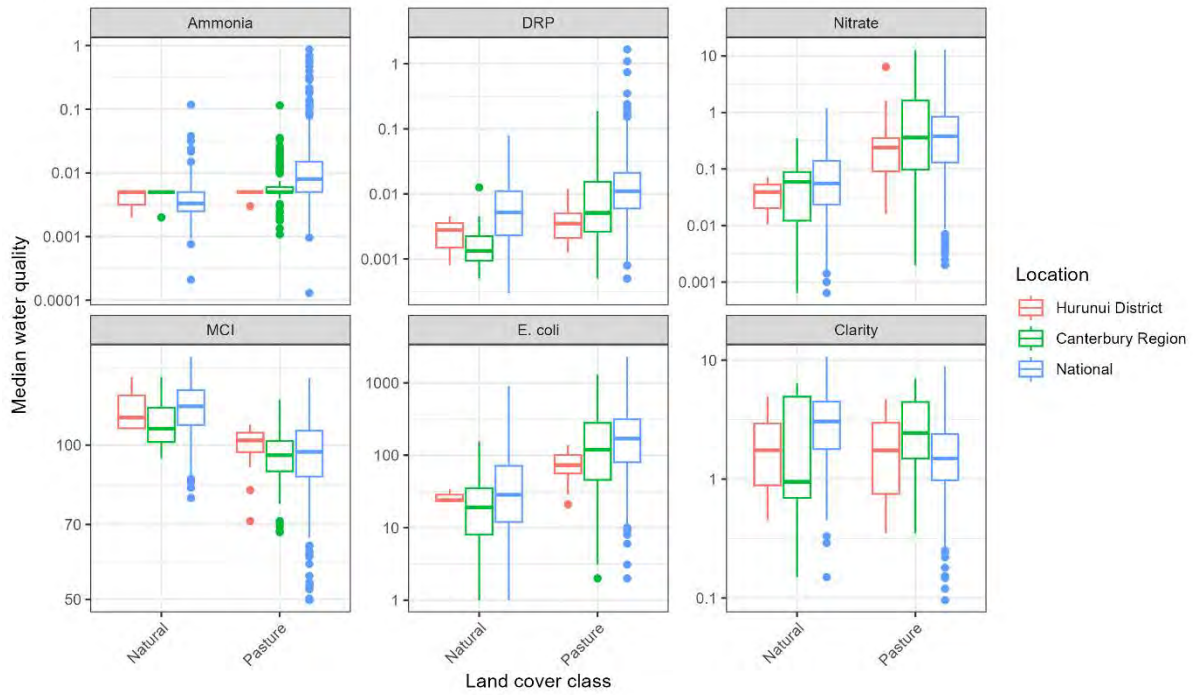 Ammonia
DRP
Nitrate
1
0.1
0.01
0.001
0.0001
1
0.1
0.01
0.001
10
1
0.1
0.01
0.001
MCI
E. coli
Clarity
100
70
50
1000
100
10
1
10
1
0.1
Natural
Pasture
Natural
Pasture
Natural
Pasture
Land cover class
Median water quality
Location
Hurunui District
Canterbury Region
National